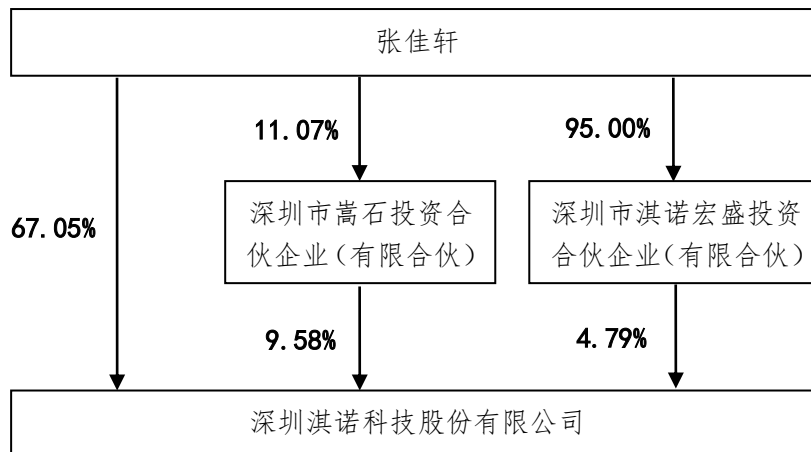 张佳轩
11.07%
95.00%
深圳市嵩石投资合
伙企业（有限合伙）
深圳市淇诺宏盛投资
合伙企业（有限合伙）
67.05%
9.58%
4.79%
深圳淇诺科技股份有限公司